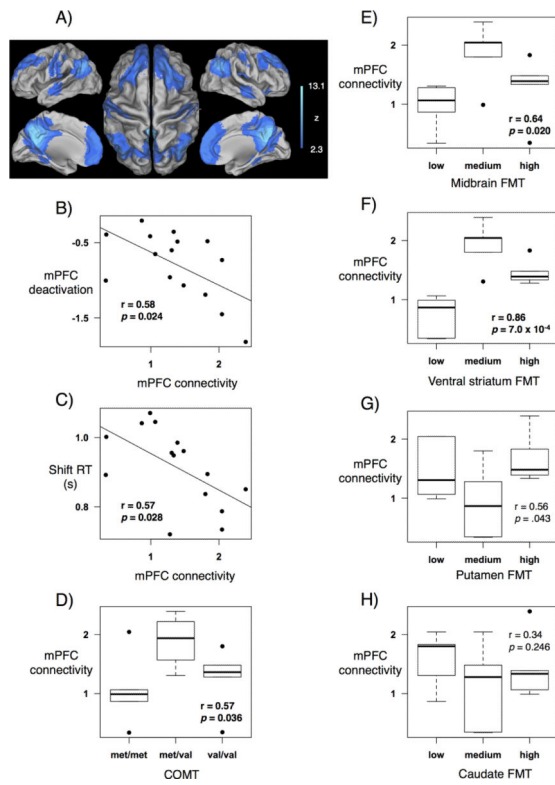 A)
13.1
z
2.3
B)
-0.5
mPFC
deactivation
-1.5
r = 0.58
p = 0.024
1
2
mPFC connectivity
C)
1.0
Shift RT
(s)
0.8
r = 0.57
p = 0.028
1
2
mPFC connectivity
D)
2
mPFC
connectivity
1
r = 0.57
p = 0.036
met/met
met/val
val/val
COMT
E)
2
mPFC
connectivity
1
r = 0.64
p = 0.020
low
medium
high
Midbrain FMT
F)
2
mPFC
connectivity
1
r = 0.86
p = 7.0 x 10⁻⁴
low
medium
high
Ventral striatum FMT
G)
2
mPFC
connectivity
1
r = 0.56
p = .043
low
medium
high
Putamen FMT
H)
2
mPFC
connectivity
1
r = 0.34
p = 0.246
low
medium
high
Caudate FMT